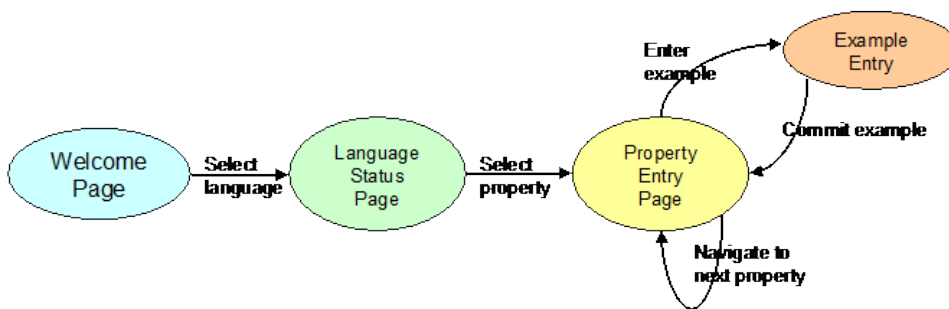 Welcome
Page
Select
language
Language
Status
Page
Select
property
Property
Entry
Page
Enter
example
Example
Entry
Commit example
Navigate to
next property